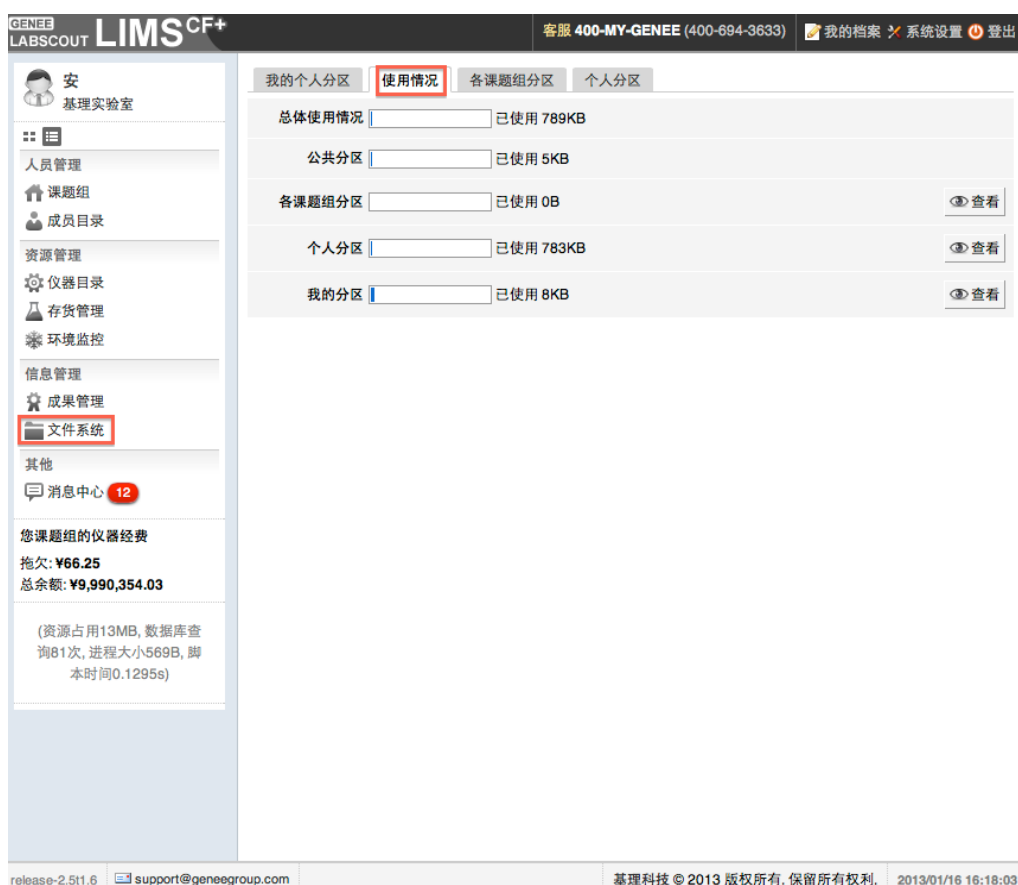 GENEE
LABSCOUT LIMS CF+
客服 400-MY-GENEE (400-694-3633) 我的档案 系统设置 登出
安
基理实验室
人员管理
课题组
成员目录
资源管理
仪器目录
存货管理
环境监控
信息管理
成果管理
文件系统
其他
消息中心 12
您课题组的仪器经费
拖欠: ¥66.25
总余额: ¥9,990,354.03
(资源占用13MB, 数据库查
询81次, 进程大小569B, 脚
本时间0.1295s)
我的个人分区 使用情况 各课题组分区 个人分区
总体使用情况 已使用 789KB
公共分区 已使用 5KB
各课题组分区 已使用 0B 查看
个人分区 已使用 783KB 查看
我的分区 已使用 8KB 查看
release-2.5t1.6 support@geneegroup.com 基理科技 © 2013 版权所有. 保留所有权利. 2013/01/16 16:18:03